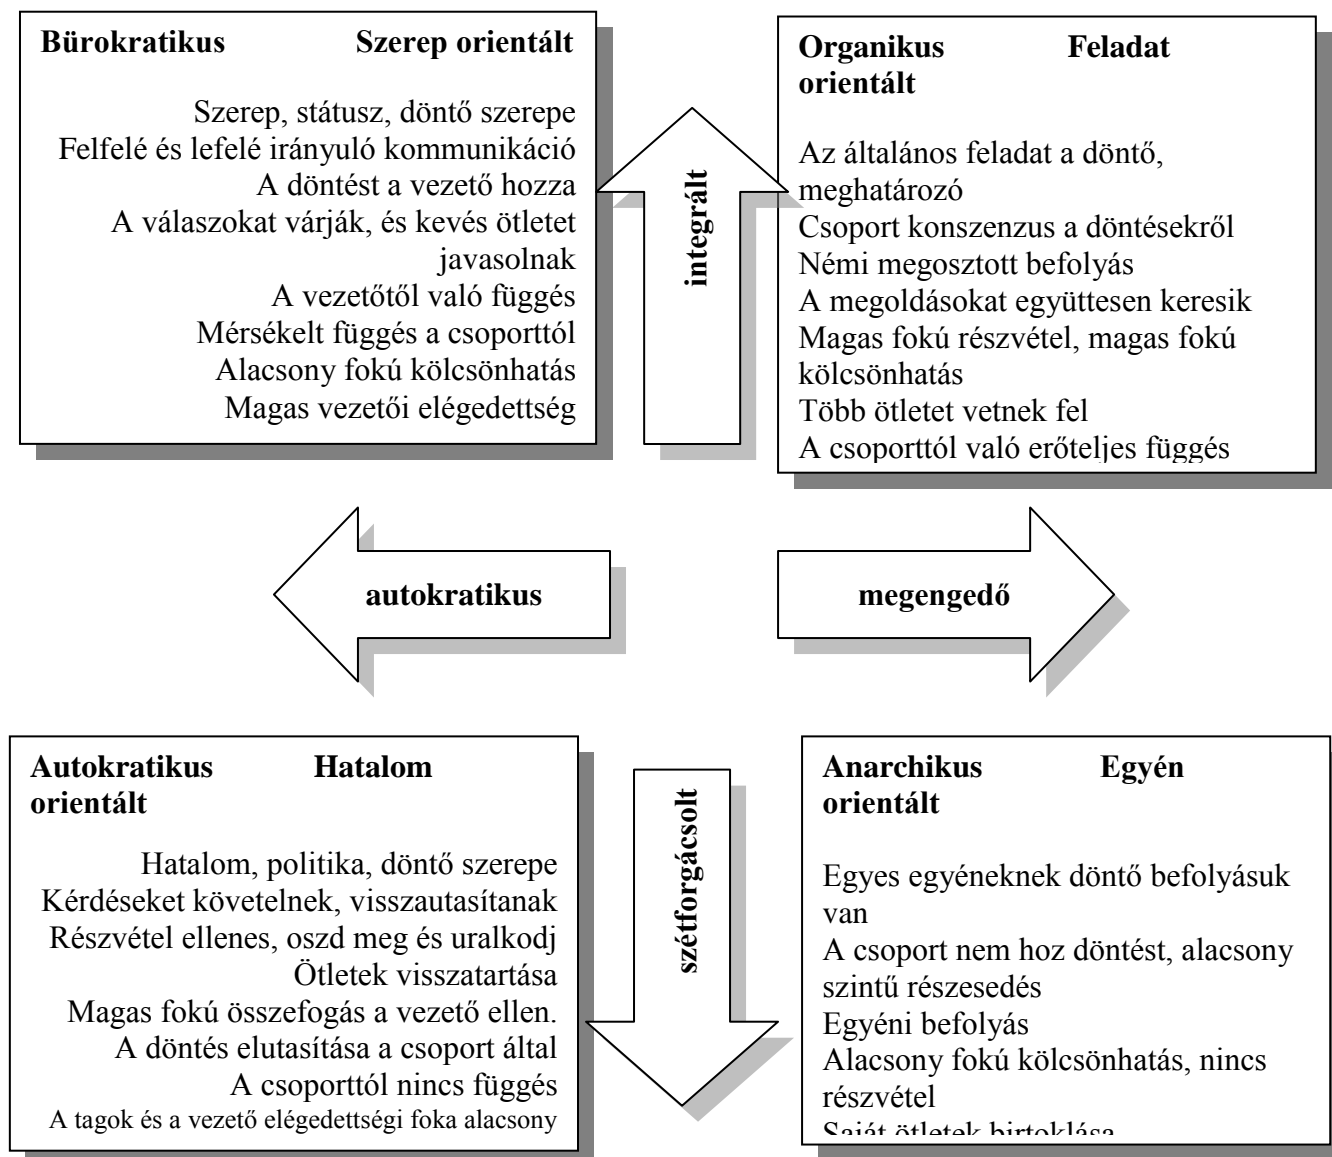 Bürokratikus Szerep orientált
Szerep, státusz, döntő szerepe
Felfelé és lefelé irányuló kommunikáció
A döntést a vezető hozza
A válaszokat várják, és kevés ötletet
javasolnak
A vezetőtől való függés
Mérsékelt függés a csoporttól
Alacsony fokú kölcsönhatás
Magas vezetői elégedettség
integrált
Organikus Feladat
orientált
Az általános feladat a döntő,
meghatározó
Csoport konszenzus a döntésekről
Némi megosztott befolyás
A megoldásokat együttesen keresik
Magas fokú részvétel, magas fokú
kölcsönhatás
Több ötletet vetnek fel
A csoporttól való erőteljes függés
autokratikus
megengedő
Autokratikus Hatalom
orientált
Hatalom, politika, döntő szerepe
Kérdéseket követelnek, visszautasítanak
Részvétel ellenes, oszd meg és uralkodj
Ötletek visszatartása
Magas fokú összefogás a vezető ellen.
A döntés elutasítása a csoport által
A csoporttól nincs függés
A tagok és a vezető elégedettségi foka alacsony
szétforgácsolt
Anarchikus Egyén
orientált
Egyes egyéneknek döntő befolyásuk
van
A csoport nem hoz döntést, alacsony
szintű részesedés
Egyéni befolyás
Alacsony fokú kölcsönhatás, nincs
részvétel
Saját ötletek birtoklása